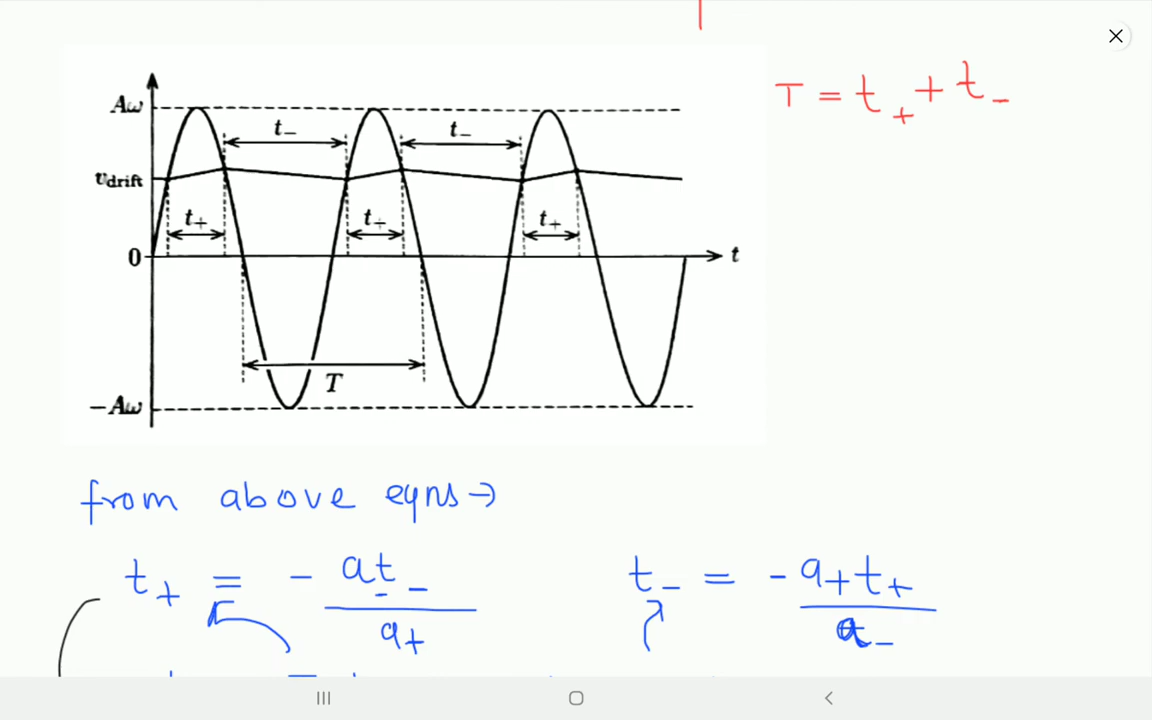 T = t₊ + t₋
Aω
t₋
t₋
v_drift
t₊
t₊
t₊
0
t
T
−Aω
from above eqns →
t₊ = - a₋t₋ / a₊
t₋ = - a₊t₊ / a₋